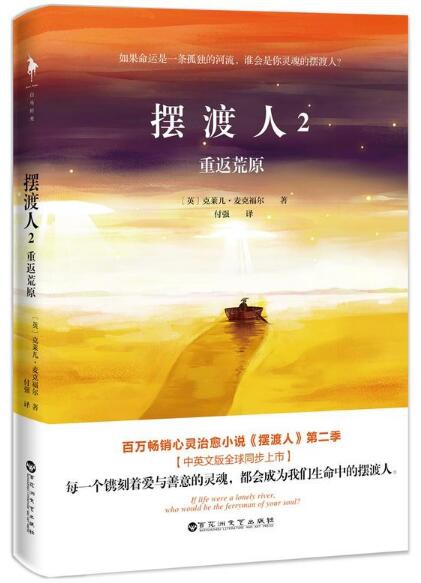 如果命运是一条孤独的河流，谁会是你灵魂的摆渡人？
摆渡人2
重返荒原
［英］克莱儿·麦克福尔 著
付强 译
百万畅销心灵治愈小说《摆渡人》第二季
【中英文版全球同步上市】
每一个镌刻着爱与善意的灵魂，都会成为我们生命中的摆渡人。
If life were a lonely river,
who would be the ferryman of your soul?
百花洲文艺出版社
白马时光
摆渡人2
重返荒原
［英］克莱儿·麦克福尔 著
付强 译